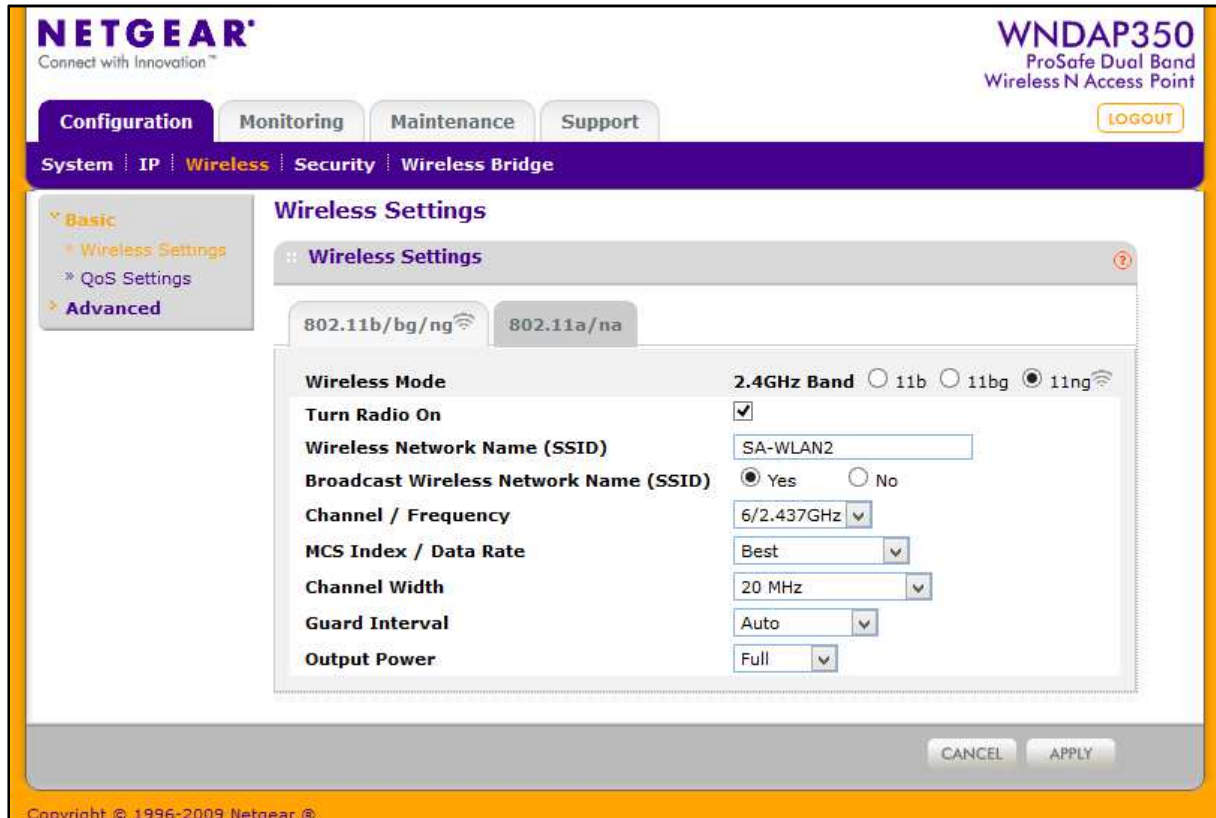 NETGEAR®
Connect with Innovation™
WNDAP350
ProSafe Dual Band
Wireless N Access Point
Configuration Monitoring Maintenance Support LOGOUT
System IP Wireless Security Wireless Bridge
Basic
» Wireless Settings
» QoS Settings
Advanced
Wireless Settings
Wireless Settings ?
802.11b/bg/ng 802.11a/na
Wireless Mode 2.4GHz Band 11b 11bg 11ng
Turn Radio On
Wireless Network Name (SSID) SA-WLAN2
Broadcast Wireless Network Name (SSID) Yes No
Channel / Frequency 6/2.437GHz
MCS Index / Data Rate Best
Channel Width 20 MHz
Guard Interval Auto
Output Power Full
CANCEL APPLY
Copyright © 1996-2009 Netgear ®